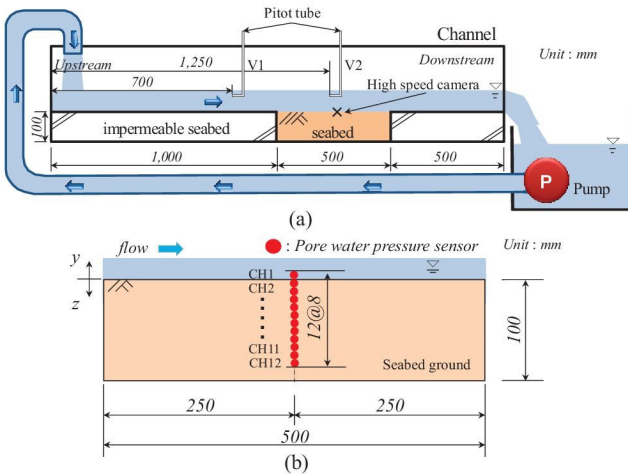 Pitot tube
Channel
Upstream
V1
V2
Downstream
Unit : mm
1,250
700
High speed camera
100
impermeable seabed
seabed
1,000
500
500
P
Pump
(a)
flow
: Pore water pressure sensor
Unit : mm
y
z
CH1
CH2
CH11
CH12
12@8
100
Seabed ground
250
250
500
(b)